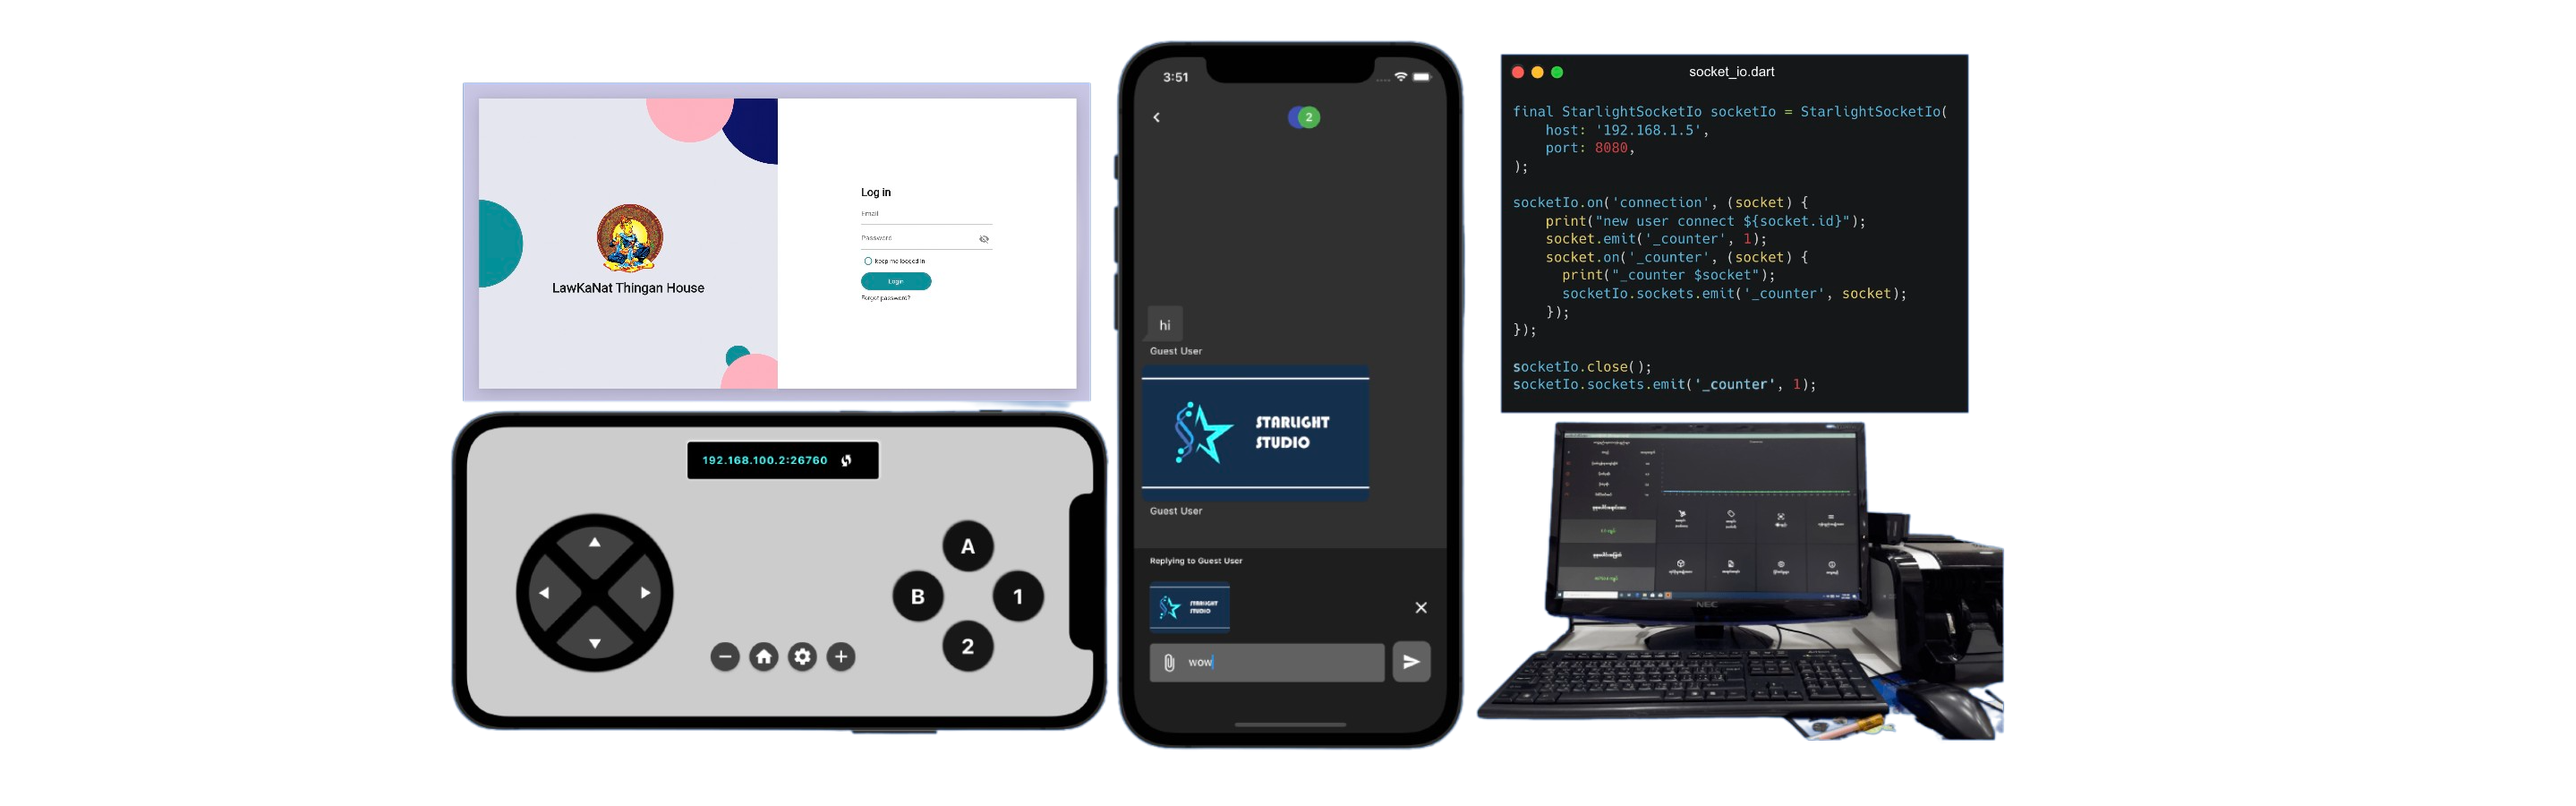 Log in
Email
Password
Keep me logged in
Login
Forgot password?
LawKaNat Thingan House
192.168.100.2:26760
A
B
1
2
3:51
2
hi
Guest User
STARLIGHT
STUDIO
Guest User
Replying to Guest User
STARLIGHT
STUDIO
wow
socket_io.dart
final StarlightSocketIo socketIo = StarlightSocketIo(
    host: '192.168.1.5',
    port: 8080,
);
socketIo.on('connection', (socket) {
    print("new user connect ${socket.id}");
    socket.emit('_counter', 1);
    socket.on('_counter', (socket) {
      print("_counter $socket");
      socketIo.sockets.emit('_counter', socket);
    });
});
socketIo.close();
socketIo.sockets.emit('_counter', 1);
NEC